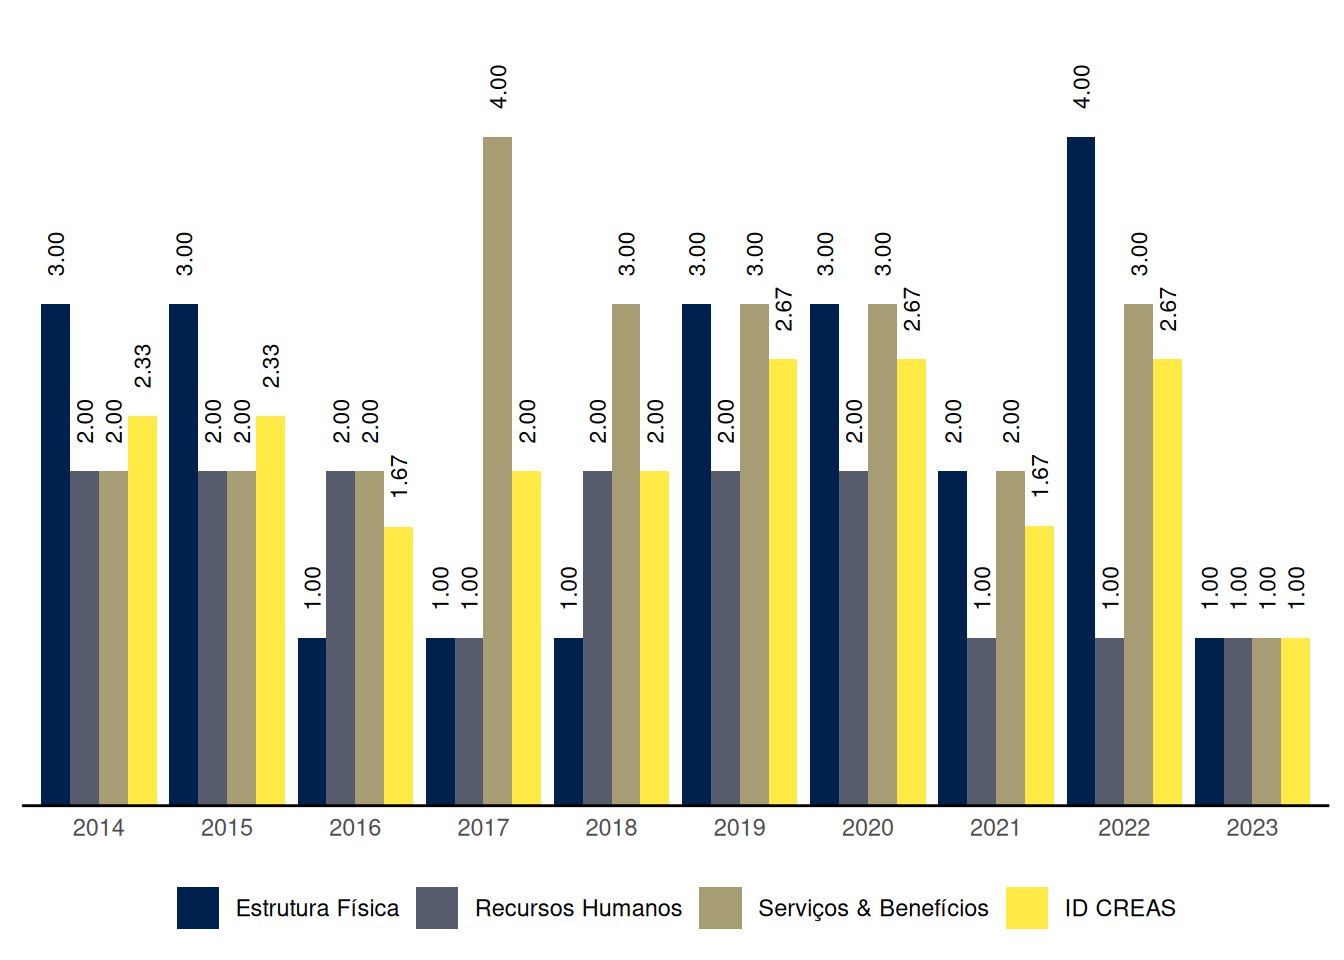 4.00 4.00
3.00 3.00 3.00 3.00 3.00 3.00 3.00 3.00
2.67 2.67 2.67
2.33 2.33
2.00 2.00 2.00 2.00 2.00 2.00 2.00 2.00 2.00 2.00 2.00 2.00 2.00
1.67 1.67
1.00 1.00 1.00 1.00 1.00 1.00 1.00 1.00 1.00 1.00
2014 2015 2016 2017 2018 2019 2020 2021 2022 2023
Estrutura Física Recursos Humanos Serviços & Benefícios ID CREAS